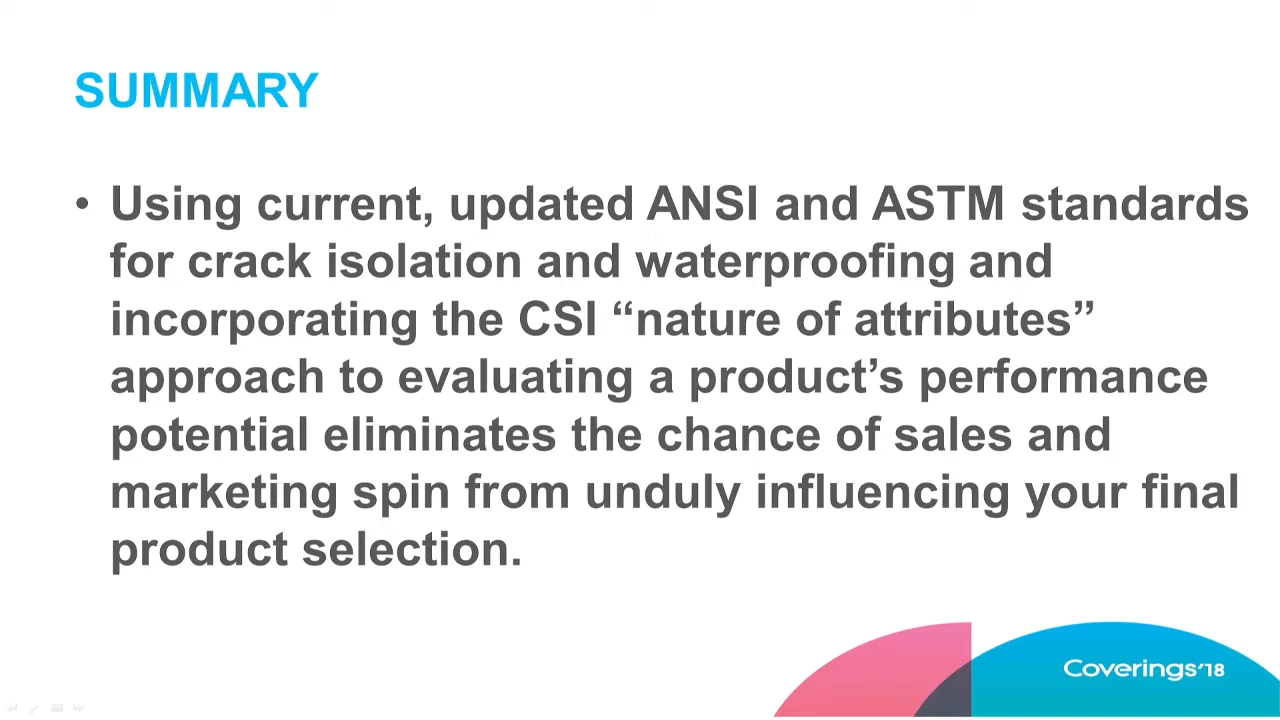 SUMMARY
• Using current, updated ANSI and ASTM standards
for crack isolation and waterproofing and
incorporating the CSI “nature of attributes”
approach to evaluating a product’s performance
potential eliminates the chance of sales and
marketing spin from unduly influencing your final
product selection.
Coverings’18